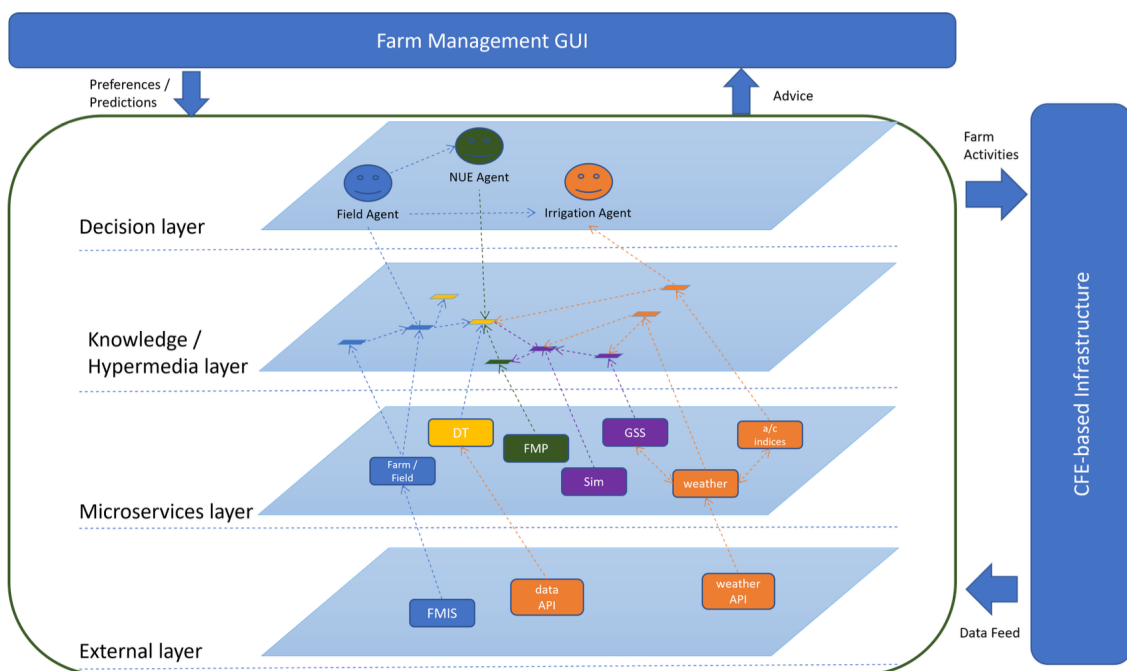 Farm Management GUI
Preferences /
Predictions
Advice
Farm
Activities
NUE Agent
Field Agent
Irrigation Agent
Decision layer
Knowledge /
Hypermedia layer
DT
FMP
GSS
a/c
indices
Farm /
Field
Sim
weather
Microservices layer
FMIS
data
API
weather
API
External layer
CFE-based Infrastructure
Data Feed